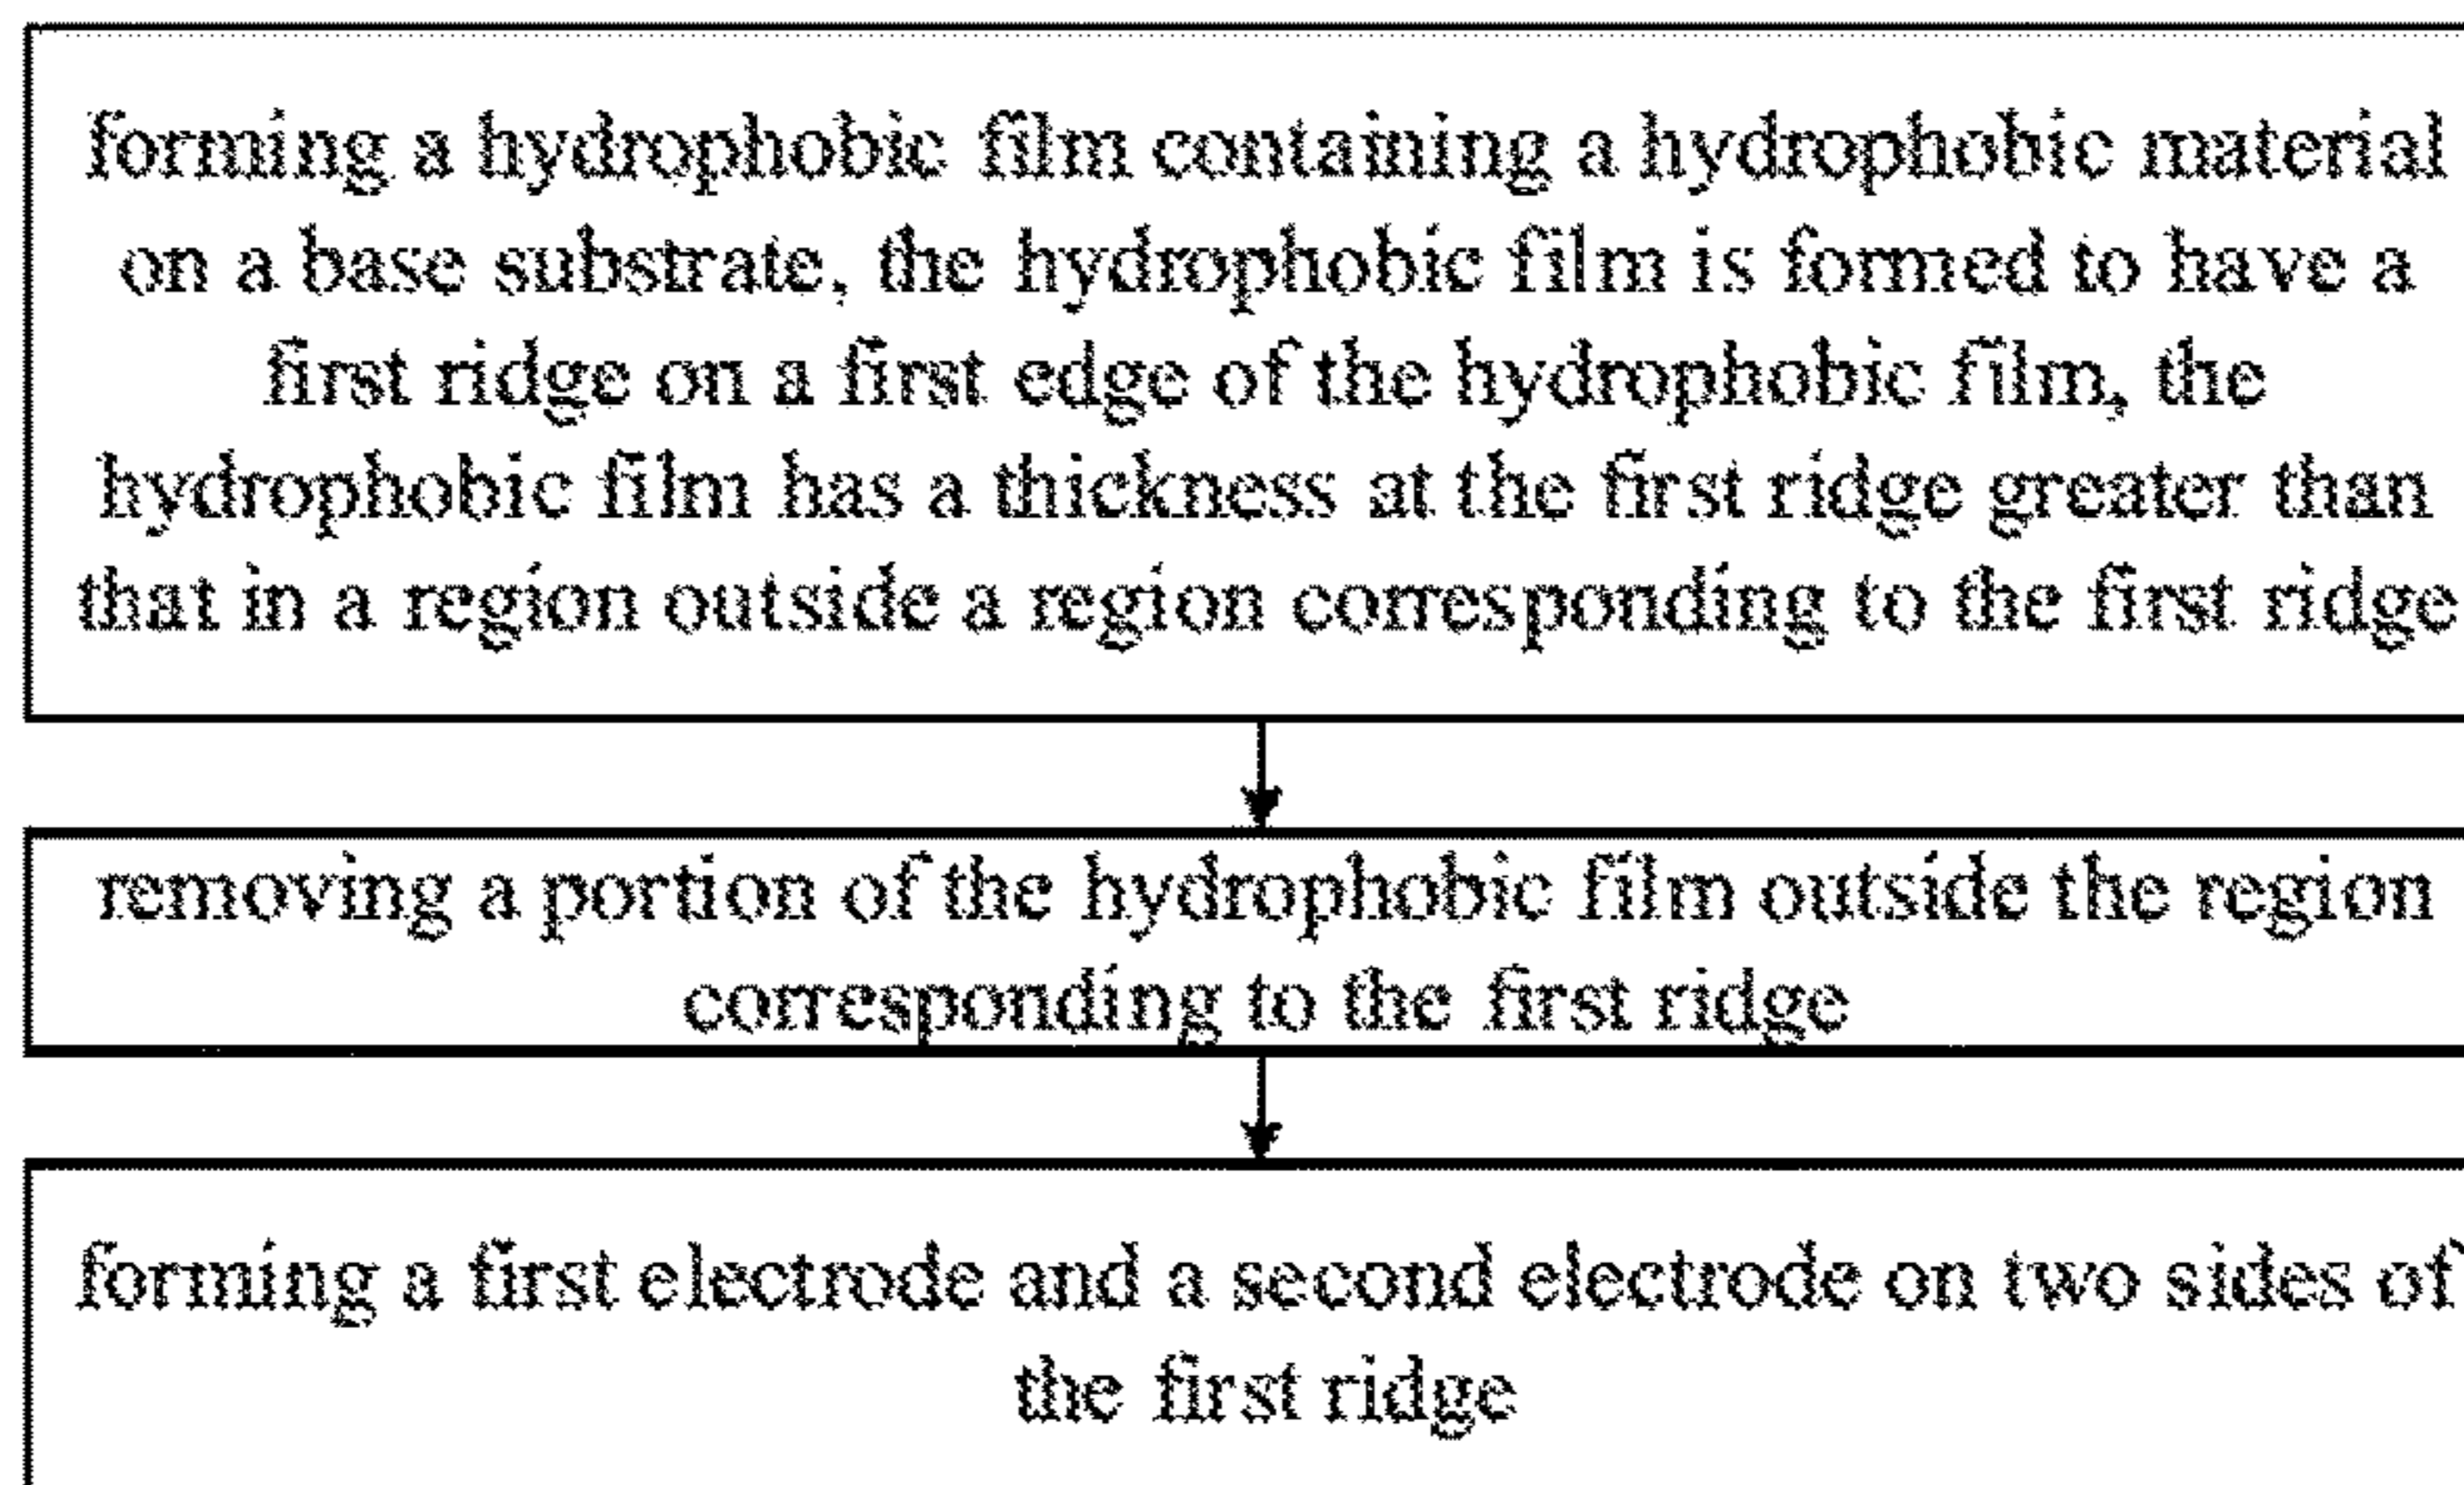 forming a hydrophobic film containing a hydrophobic material
on a base substrate, the hydrophobic film is formed to have a
first ridge on a first edge of the hydrophobic film, the
hydrophobic film has a thickness at the first ridge greater than
that in a region outside a region corresponding to the first ridge
removing a portion of the hydrophobic film outside the region
corresponding to the first ridge
forming a first electrode and a second electrode on two sides of
the first ridge